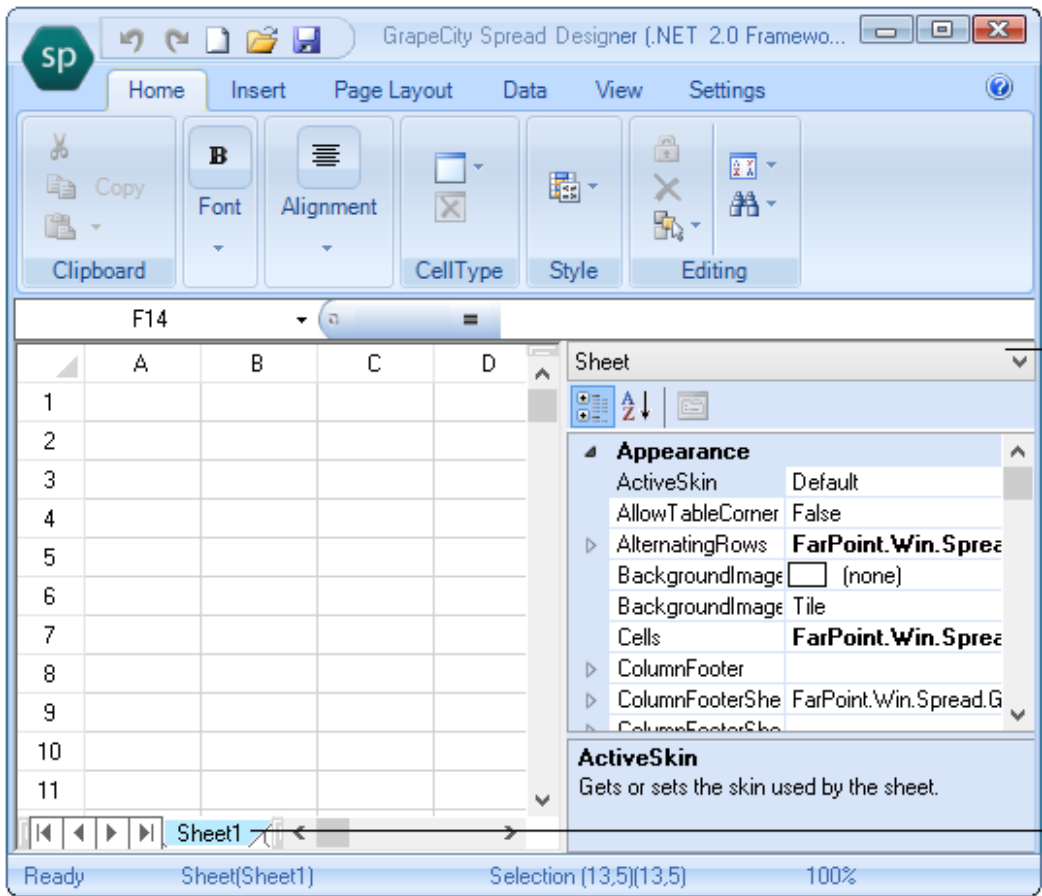 sp
GrapeCity Spread Designer (.NET 2.0 Framewo...
Home Insert Page Layout Data View Settings
B
Copy
Font Alignment
Clipboard CellType Style Editing
F14 =
A B C D
Sheet
1
2
3
4
5
6
7
8
9
10
11
A
Z
Appearance
ActiveSkin Default
AllowTableCorner False
AlternatingRows FarPoint.Win.Sprea
BackgroundImage (none)
BackgroundImage Tile
Cells FarPoint.Win.Sprea
ColumnFooter
ColumnFooterShe FarPoint.Win.Spread.G
ColumnFooterSho
ActiveSkin
Gets or sets the skin used by the sheet.
Sheet1
Ready Sheet(Sheet1) Selection (13,5)(13,5) 100%